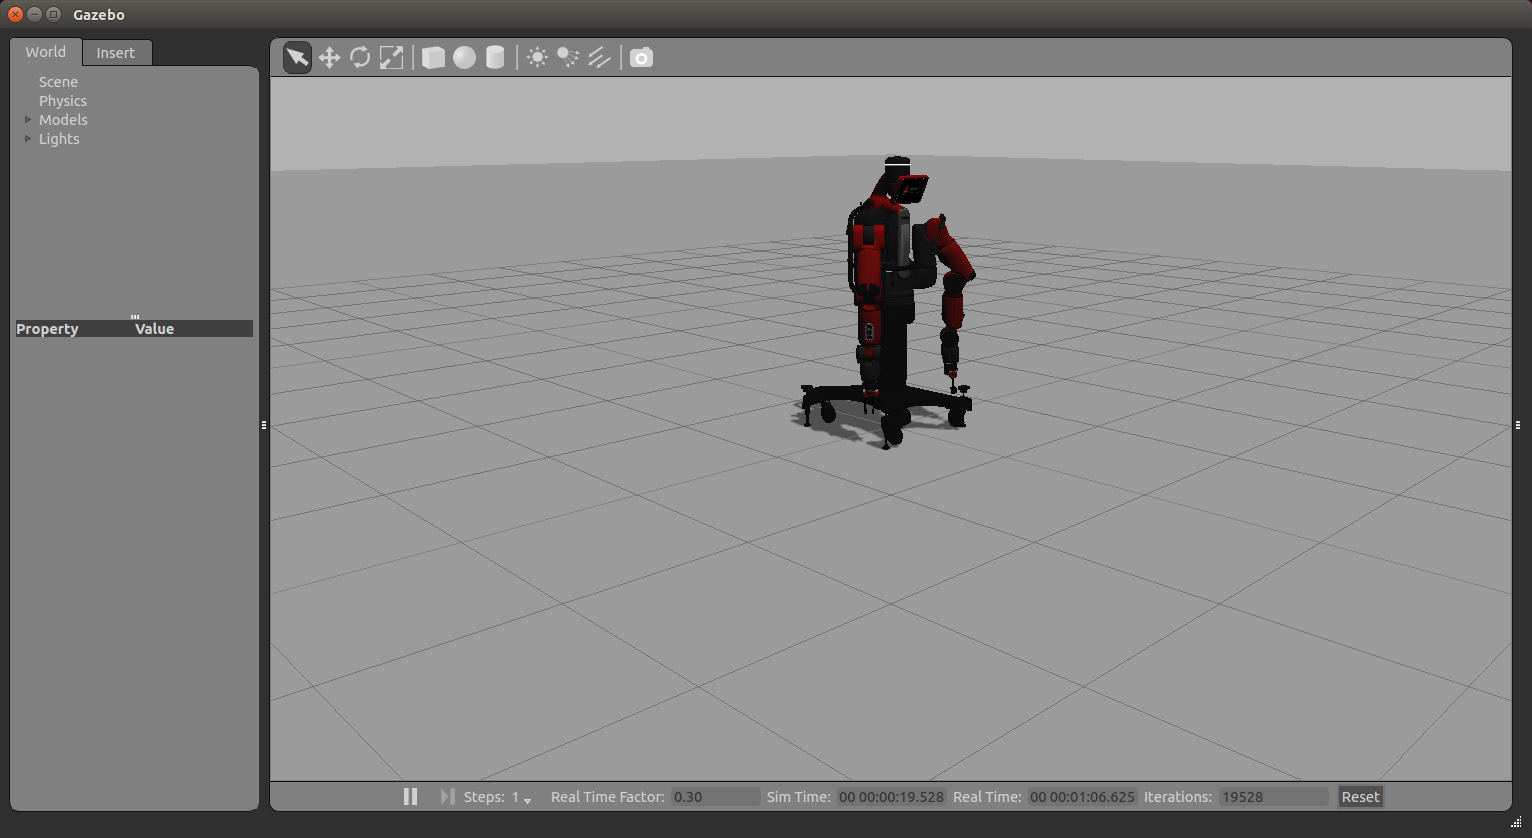 Gazebo
World Insert
Scene
Physics
Models
Lights
Property Value
Steps: 1 Real Time Factor: 0.30 Sim Time: 00 00:00:19.528 Real Time: 00 00:01:06.625 Iterations: 19528 Reset